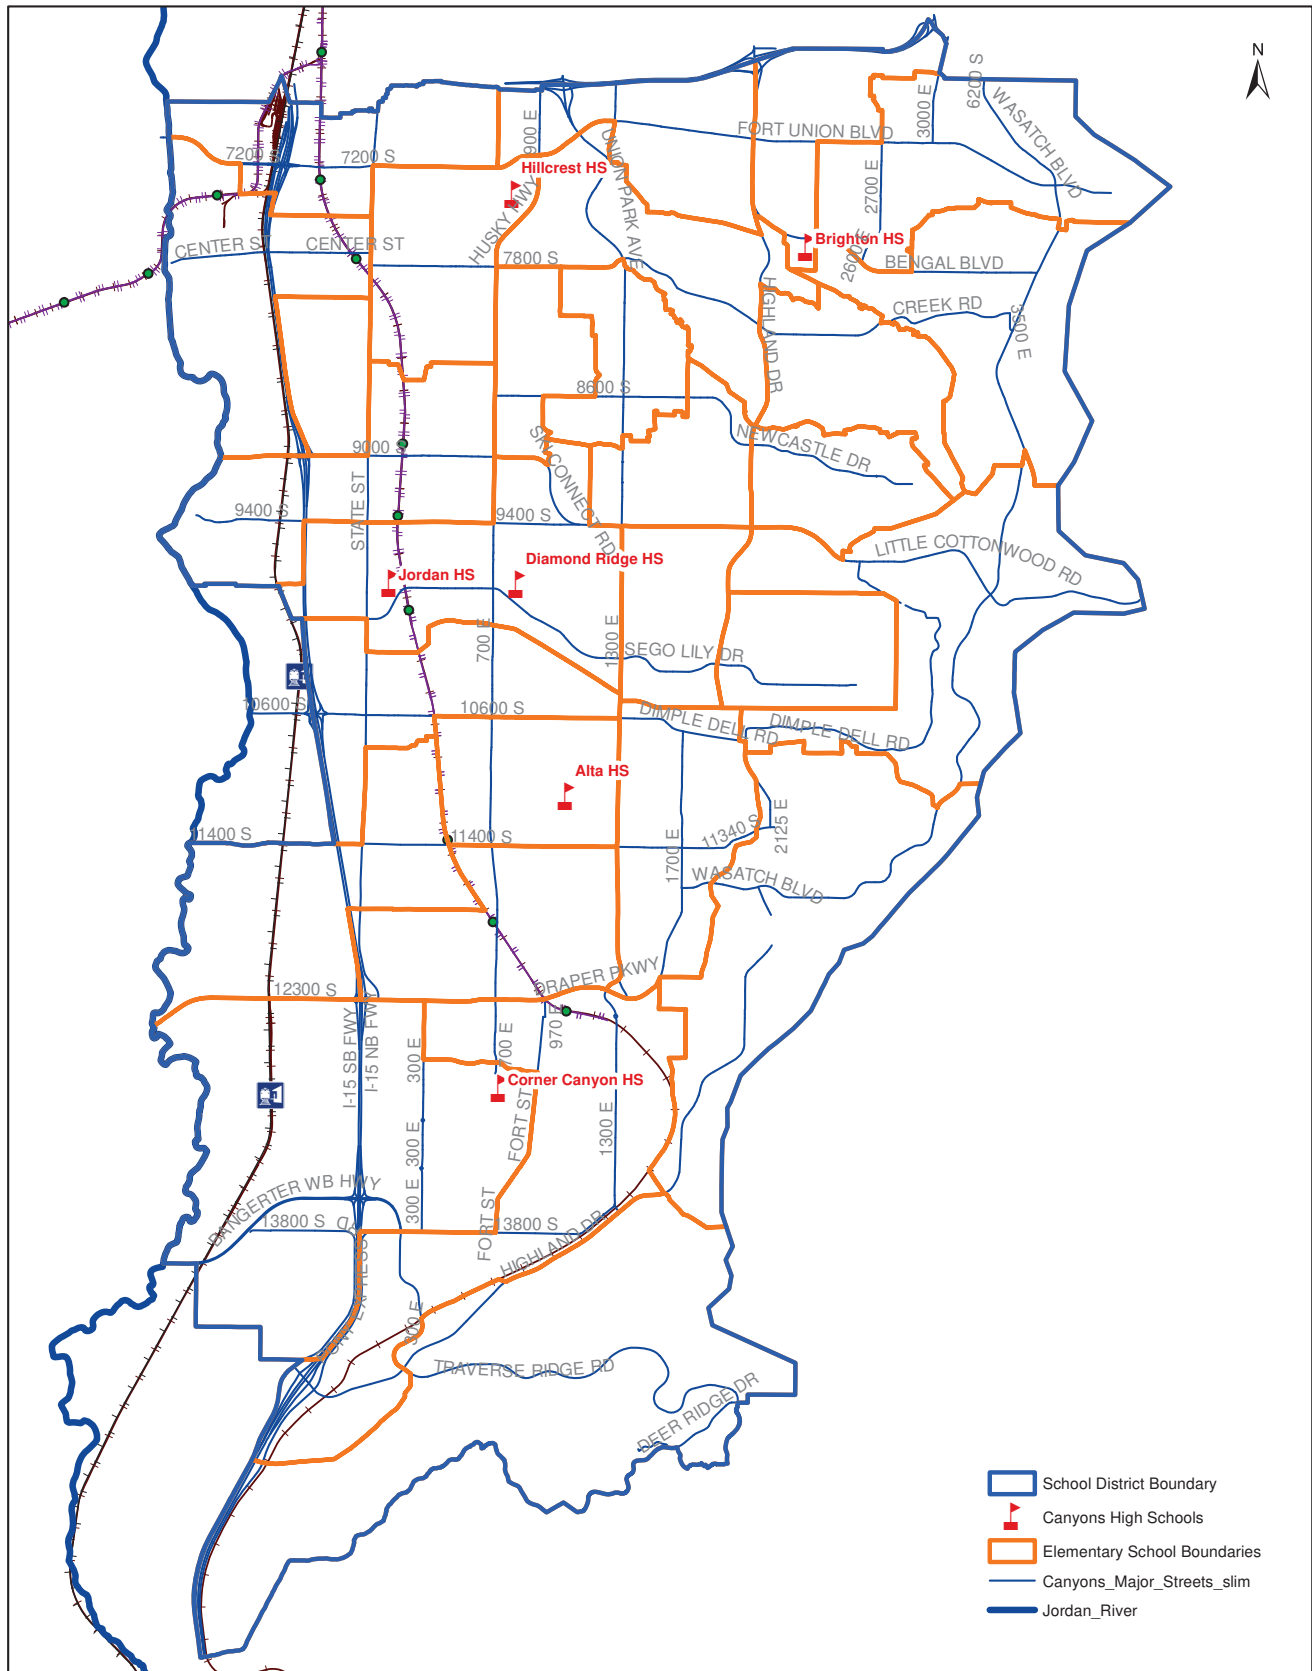 N
6200 S
WASATCH BLVD
3000 E
FORT UNION BLVD
900 E
UNION PARK AVE
7200 S
7200 S
Hillcrest HS
2700 E
HUSKY HWY
CENTER ST
CENTER ST
Brighton HS
2600 E
7800 S
BENGAL BLVD
HIGHLAND DR
CREEK RD
3500 E
8600 S
NEWCASTLE DR
SKI CONNECT RD
9000 S
STATE ST
9400 S
9400 S
LITTLE COTTONWOOD RD
Diamond Ridge HS
Jordan HS
700 E
1300 E
SEGO LILY DR
10600 S
10600 S
DIMPLE DELL RD
DIMPLE DELL RD
Alta HS
11400 S
11400 S
11340 S
2125 E
1700 E
WASATCH BLVD
DRAPER PKWY
12300 S
I-15 SB FWY
I-15 NB FWY
970 E
700 E
300 E
Corner Canyon HS
FORT ST
1300 E
300 E
300 E
BANGERTER WB HWY
13800 S
FORT ST
13800 S
HIGHLAND DR
300 E
TRAVERSE RIDGE RD
DEER RIDGE DR
School District Boundary
Canyons High Schools
Elementary School Boundaries
Canyons_Major_Streets_slim
Jordan_River